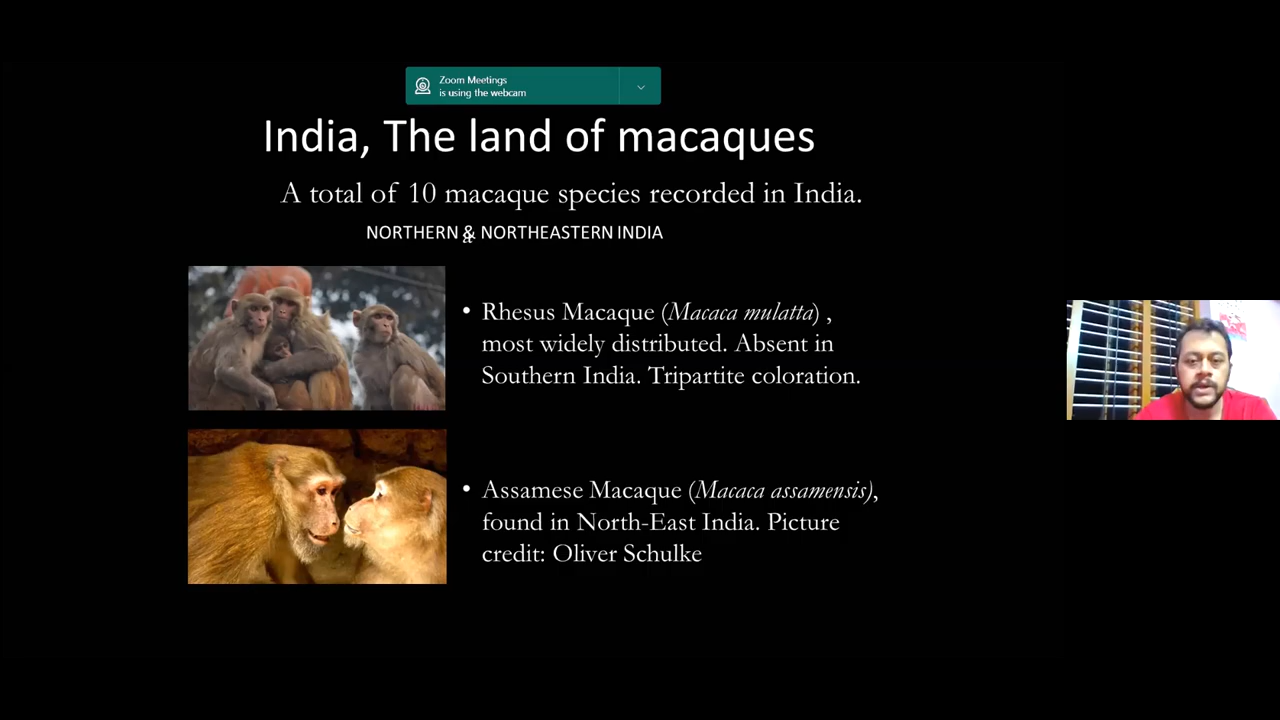 Zoom Meetings
is using the webcam
India, The land of macaques
A total of 10 macaque species recorded in India.
NORTHERN & NORTHEASTERN INDIA
• Rhesus Macaque (Macaca mulatta) ,
most widely distributed. Absent in
Southern India. Tripartite coloration.
• Assamese Macaque (Macaca assamensis),
found in North-East India. Picture
credit: Oliver Schulke